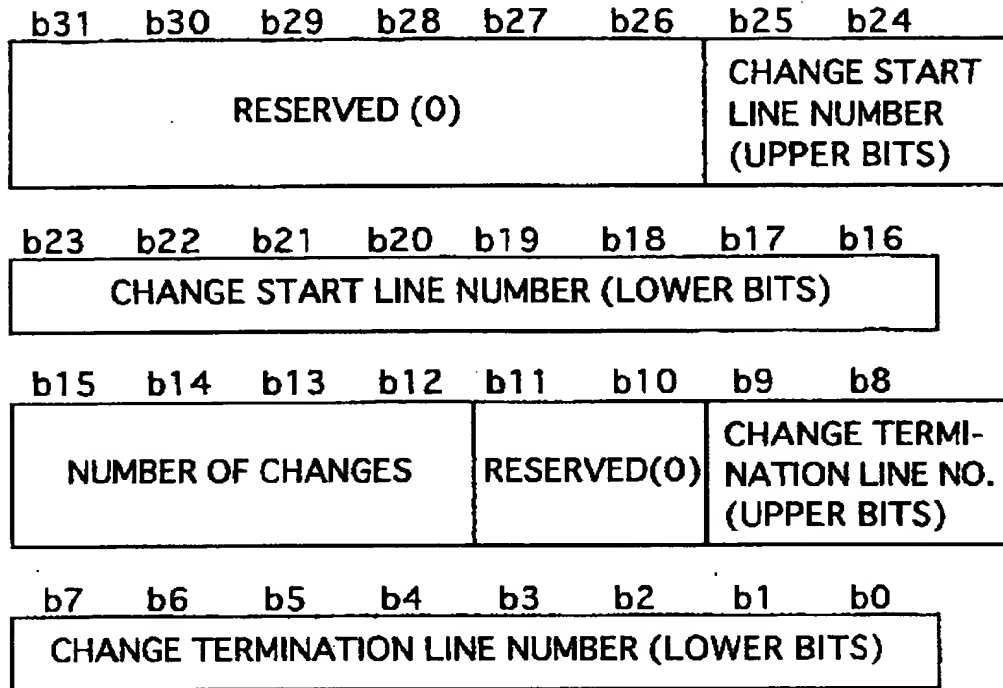 b31 b30 b29 b28 b27 b26 b25 b24
RESERVED (0)
CHANGE START
LINE NUMBER
(UPPER BITS)
b23 b22 b21 b20 b19 b18 b17 b16
CHANGE START LINE NUMBER (LOWER BITS)
b15 b14 b13 b12 b11 b10 b9 b8
NUMBER OF CHANGES
RESERVED(0)
CHANGE TERMI-
NATION LINE NO.
(UPPER BITS)
b7 b6 b5 b4 b3 b2 b1 b0
CHANGE TERMINATION LINE NUMBER (LOWER BITS)